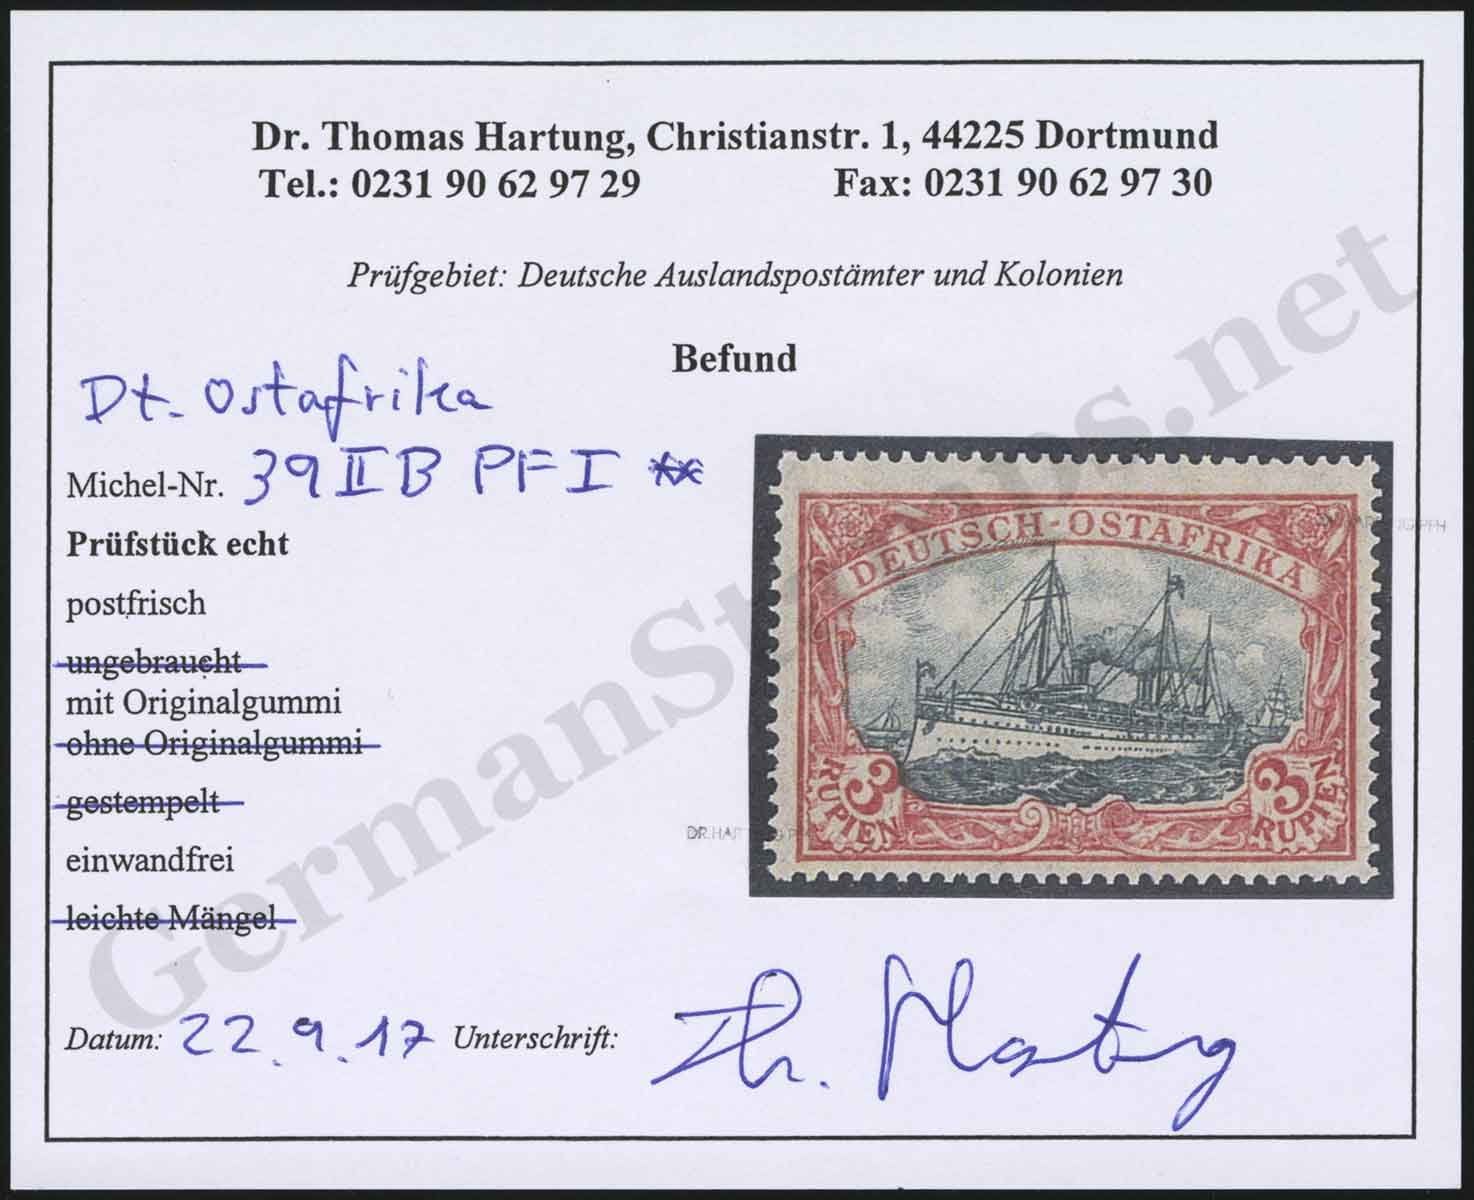 Dr. Thomas Hartung, Christianstr. 1, 44225 Dortmund
Tel.: 0231 90 62 97 29 Fax: 0231 90 62 97 30
Prüfgebiet: Deutsche Auslandspostämter und Kolonien
Befund
Dt. Ostafrika
Michel-Nr. 39 II B PF I **
Prüfstück echt
postfrisch
ungebraucht
mit Originalgummi
ohne Originalgummi
gestempelt
einwandfrei
leichte Mängel
Datum: 22.9.17 Unterschrift: Th. Hartung
DEUTSCH-OSTAFRIKA
3 RUPIEN
3 RUPIEN
GermanStamps.net